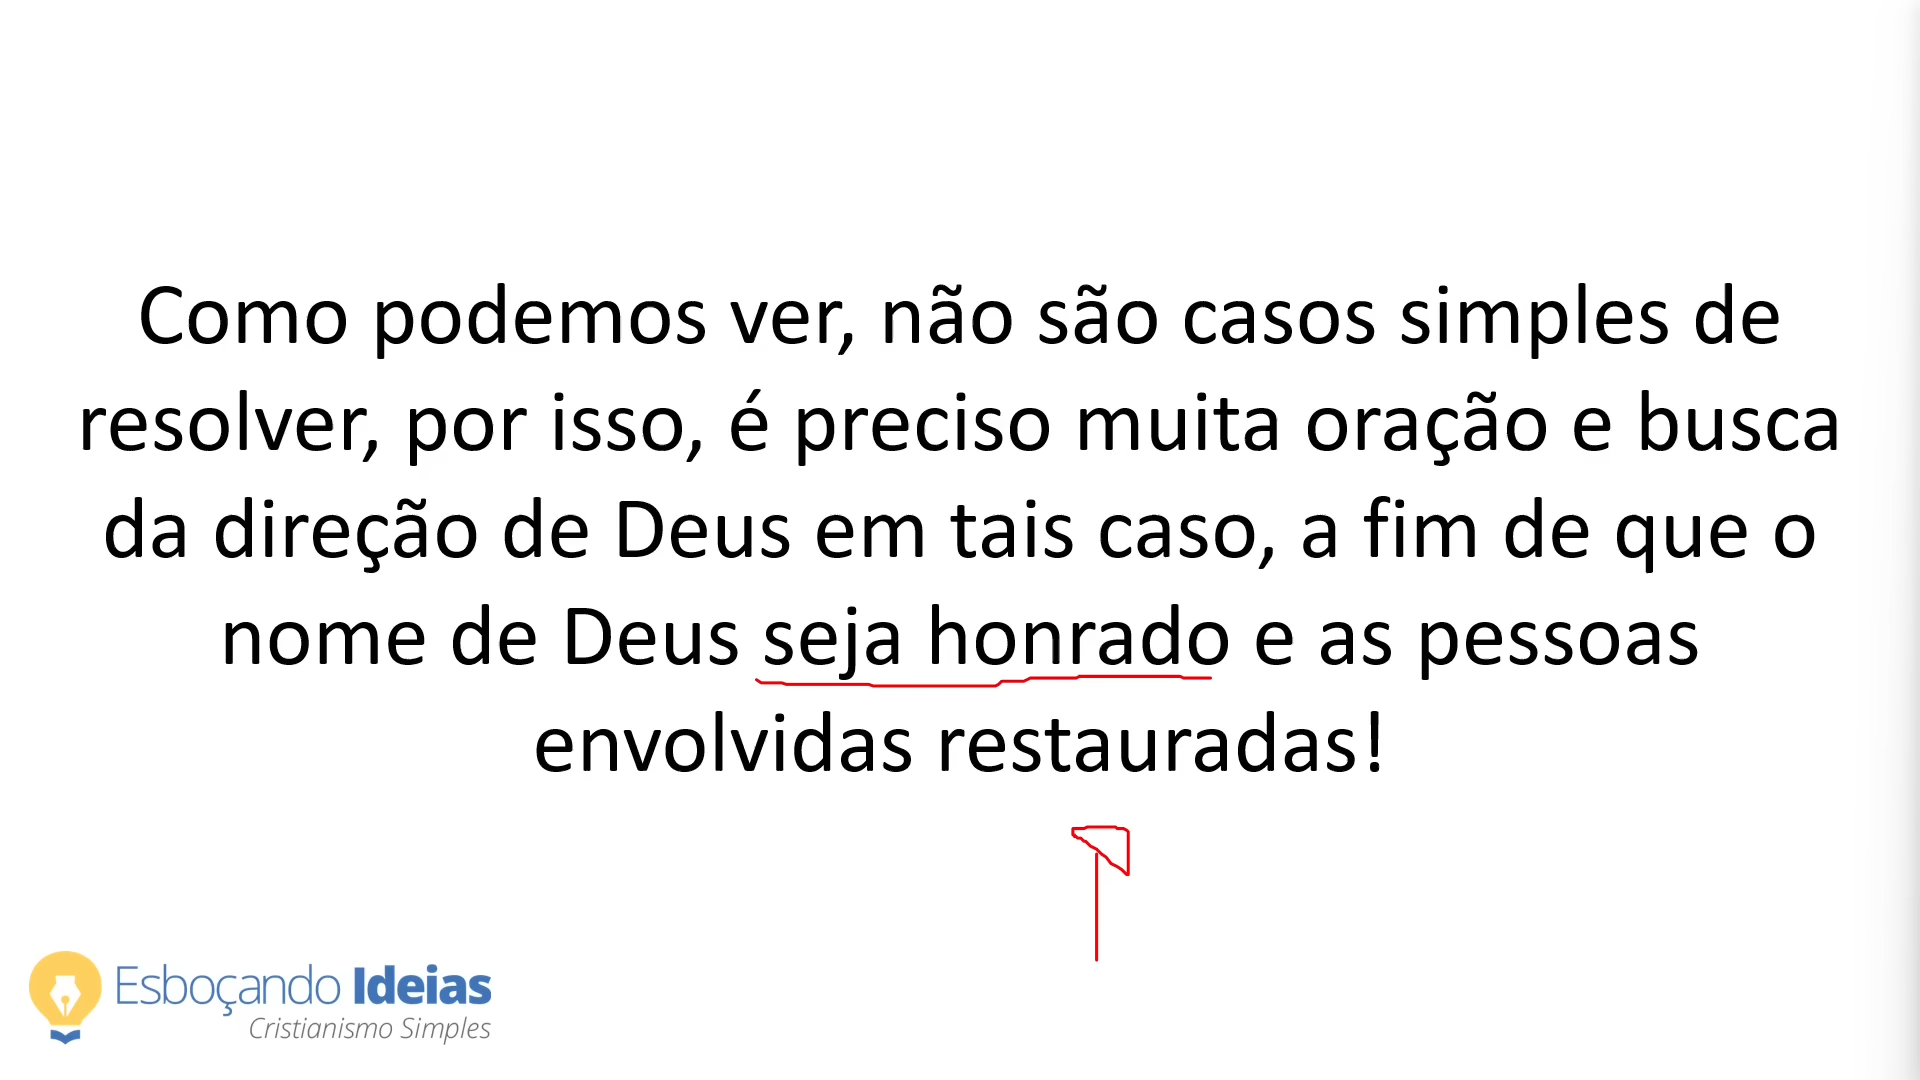 Como podemos ver, não são casos simples de
resolver, por isso, é preciso muita oração e busca
da direção de Deus em tais caso, a fim de que o
nome de Deus seja honrado e as pessoas
envolvidas restauradas!
Esboçando Ideias
Cristianismo Simples